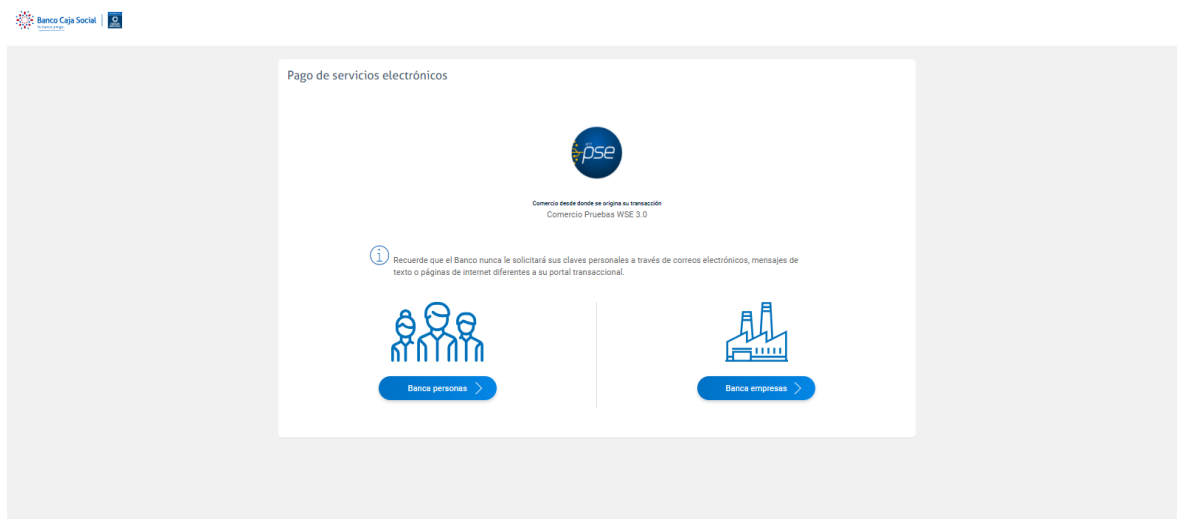 Banco Caja Social
Pago de servicios electrónicos
pse
Comercio desde donde se origina su transacción
Comercio Pruebas WSE 3.0
Recuerde que el Banco nunca le solicitará sus claves personales a través de correos electrónicos, mensajes de
texto o páginas de internet diferentes a su portal transaccional.
Banca personas
Banca empresas